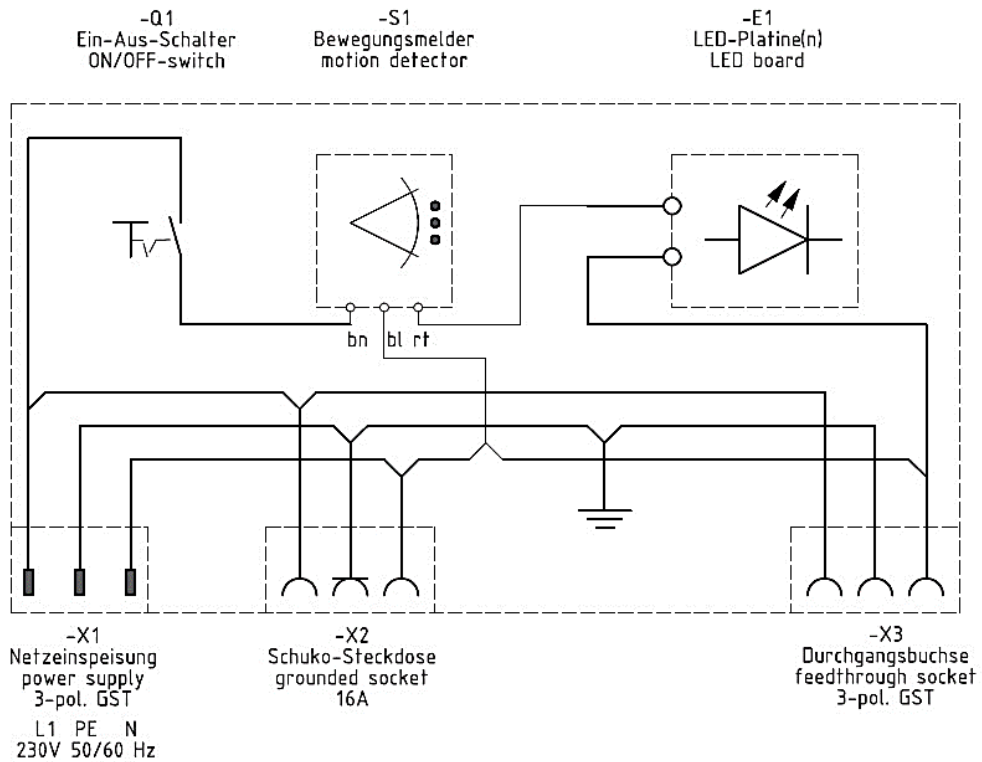 -Q1
Ein-Aus-Schalter
ON/OFF-switch
-S1
Bewegungsmelder
motion detector
-E1
LED-Platine(n)
LED board
bn
bl
rt
-X1
Netzeinspeisung
power supply
3-pol. GST
L1 PE N
230V 50/60 Hz
-X2
Schuko-Steckdose
grounded socket
16A
-X3
Durchgangsbuchse
feedthrough socket
3-pol. GST